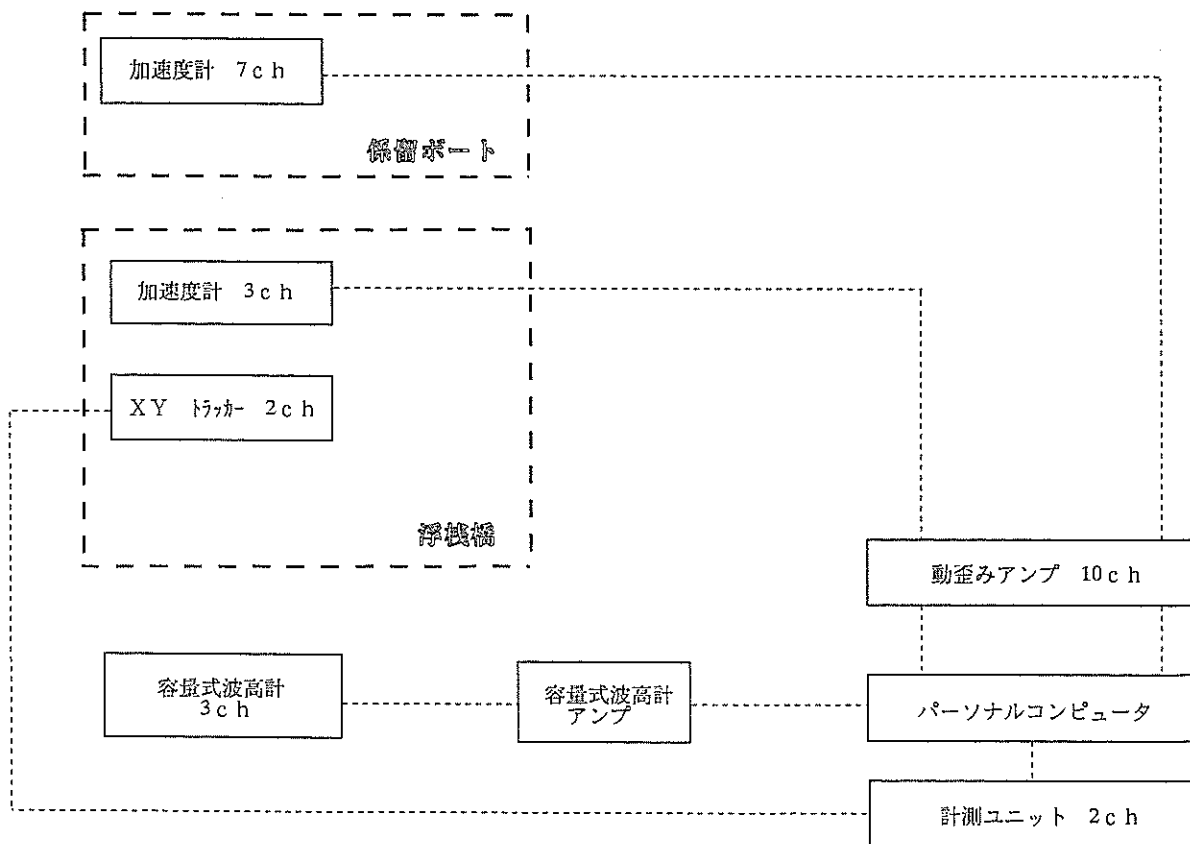 加速度計 7ch
係留ボート
加速度計 3ch
XY トラッカー 2ch
浮桟橋
動歪みアンプ 10ch
容量式波高計
3ch
容量式波高計
アンプ
パーソナルコンピュータ
計測ユニット 2ch